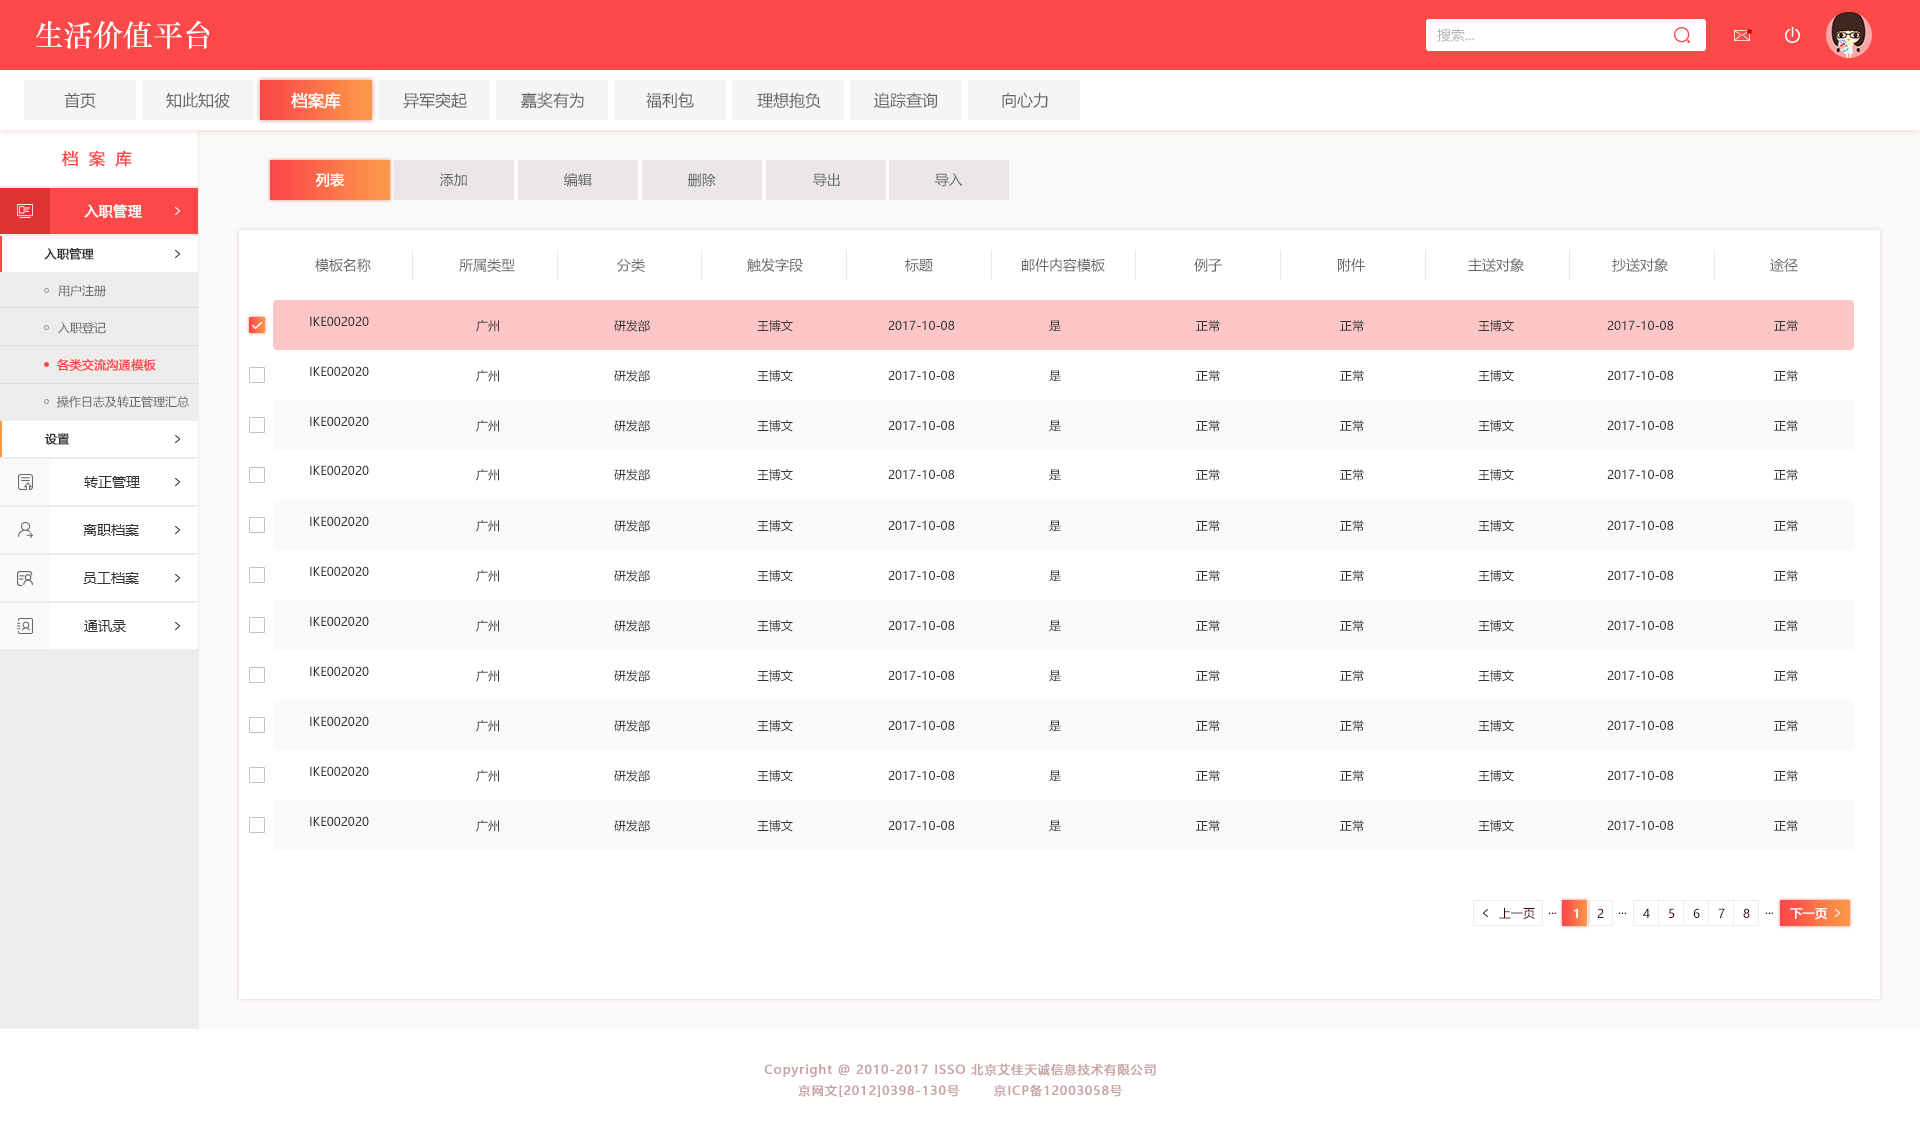 生活价值平台
搜索...
首页 知此知彼 档案库 异军突起 嘉奖有为 福利包 理想抱负 追踪查询 向心力
档案库
入职管理
入职管理
用户注册
入职登记
各类交流沟通模板
操作日志及转正管理汇总
设置
转正管理
离职档案
员工档案
通讯录
列表 添加 编辑 删除 导出 导入
模板名称 所属类型 分类 触发字段 标题 邮件内容模板 例子 附件 主送对象 抄送对象 途径
IKE002020 广州 研发部 王博文 2017-10-08 是 正常 正常 王博文 2017-10-08 正常
IKE002020 广州 研发部 王博文 2017-10-08 是 正常 正常 王博文 2017-10-08 正常
IKE002020 广州 研发部 王博文 2017-10-08 是 正常 正常 王博文 2017-10-08 正常
IKE002020 广州 研发部 王博文 2017-10-08 是 正常 正常 王博文 2017-10-08 正常
IKE002020 广州 研发部 王博文 2017-10-08 是 正常 正常 王博文 2017-10-08 正常
IKE002020 广州 研发部 王博文 2017-10-08 是 正常 正常 王博文 2017-10-08 正常
IKE002020 广州 研发部 王博文 2017-10-08 是 正常 正常 王博文 2017-10-08 正常
IKE002020 广州 研发部 王博文 2017-10-08 是 正常 正常 王博文 2017-10-08 正常
IKE002020 广州 研发部 王博文 2017-10-08 是 正常 正常 王博文 2017-10-08 正常
IKE002020 广州 研发部 王博文 2017-10-08 是 正常 正常 王博文 2017-10-08 正常
IKE002020 广州 研发部 王博文 2017-10-08 是 正常 正常 王博文 2017-10-08 正常
< 上一页 ... 1 2 ... 4 5 6 7 8 ... 下一页 >
Copyright @ 2010-2017 ISSO 北京艾佳天诚信息技术有限公司
京网文[2012]0398-130号 京ICP备12003058号